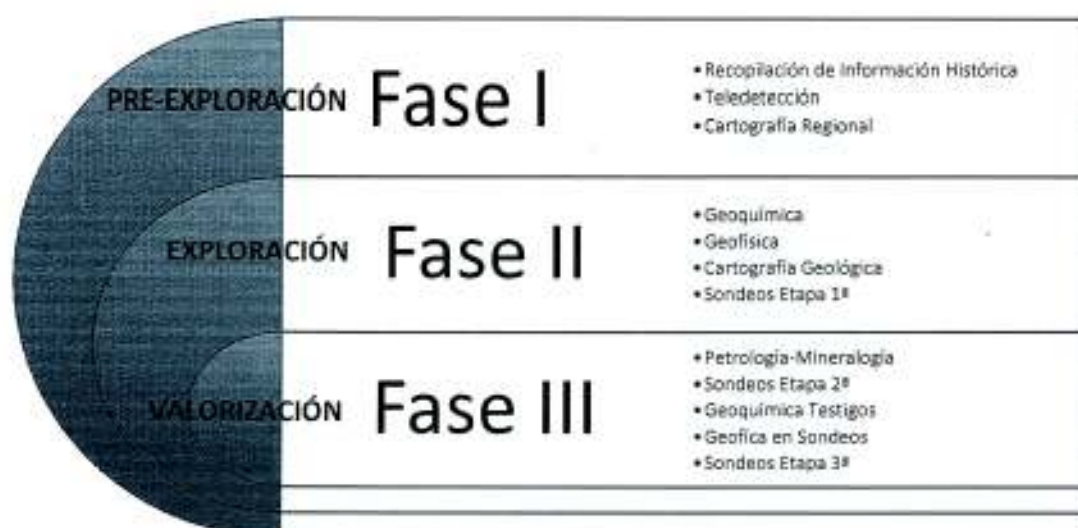 PRE-EXPLORACIÓN Fase I
• Recopilación de Información Histórica
• Teledetección
• Cartografía Regional
EXPLORACIÓN Fase II
• Geoquímica
• Geofísica
• Cartografía Geológica
• Sondeos Etapa 1ª
VALORIZACIÓN Fase III
• Petrología-Mineralogía
• Sondeos Etapa 2ª
• Geoquímica Testigos
• Geofica en Sondeos
• Sondeos Etapa 3ª